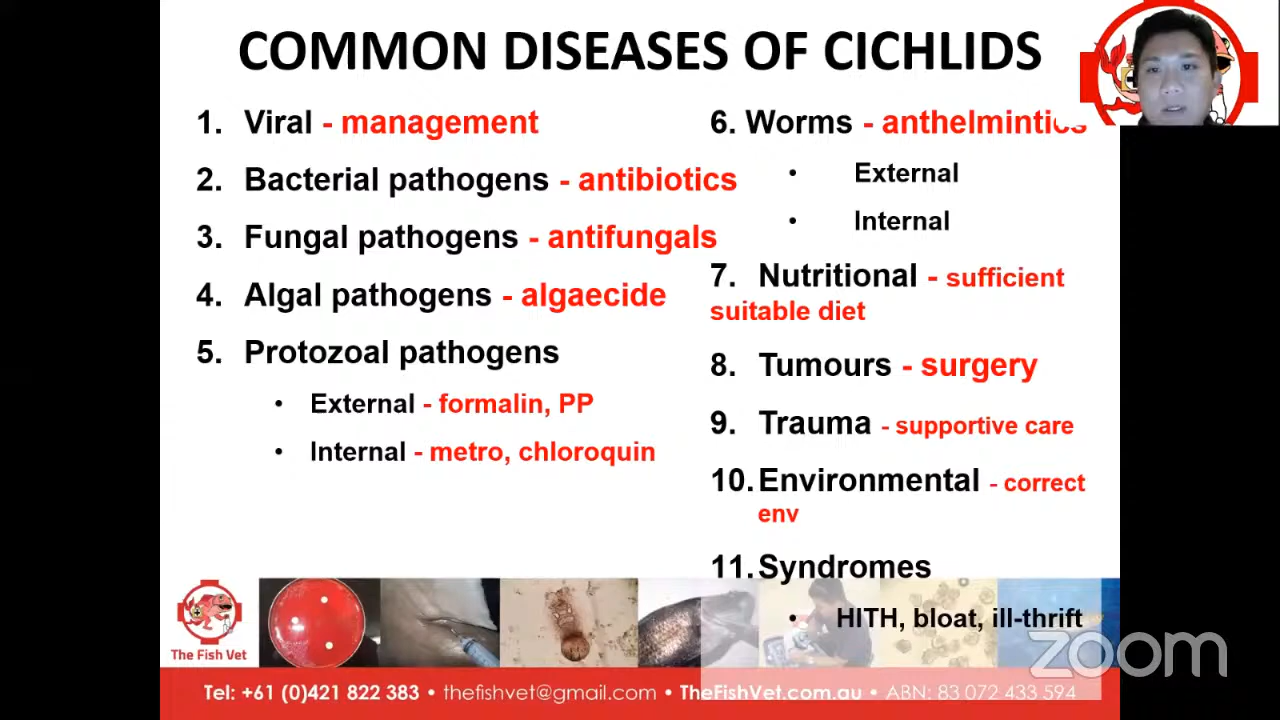 COMMON DISEASES OF CICHLIDS
1. Viral - management
2. Bacterial pathogens - antibiotics
3. Fungal pathogens - antifungals
4. Algal pathogens - algaecide
5. Protozoal pathogens
• External - formalin, PP
• Internal - metro, chloroquin
6. Worms - anthelmintics
• External
• Internal
7. Nutritional - sufficient
suitable diet
8. Tumours - surgery
9. Trauma - supportive care
10. Environmental - correct
env
11. Syndromes
• HITH, bloat, ill-thrift
The Fish Vet
zoom
Tel: +61 (0)421 822 383 • thefishvet@gmail.com • TheFishVet.com.au • ABN: 83 072 433 594